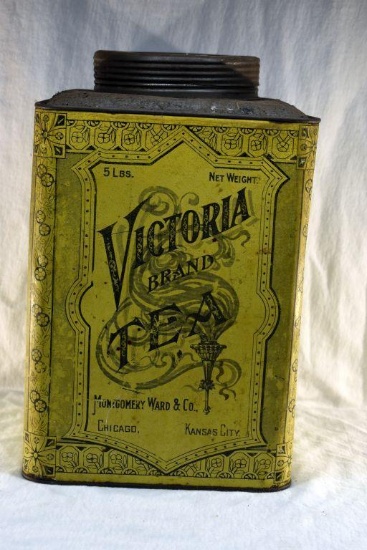 5 LBS. NET WEIGHT.
VICTORIA
BRAND
TEA
MONTGOMERY WARD & CO.,
CHICAGO, KANSAS CITY.